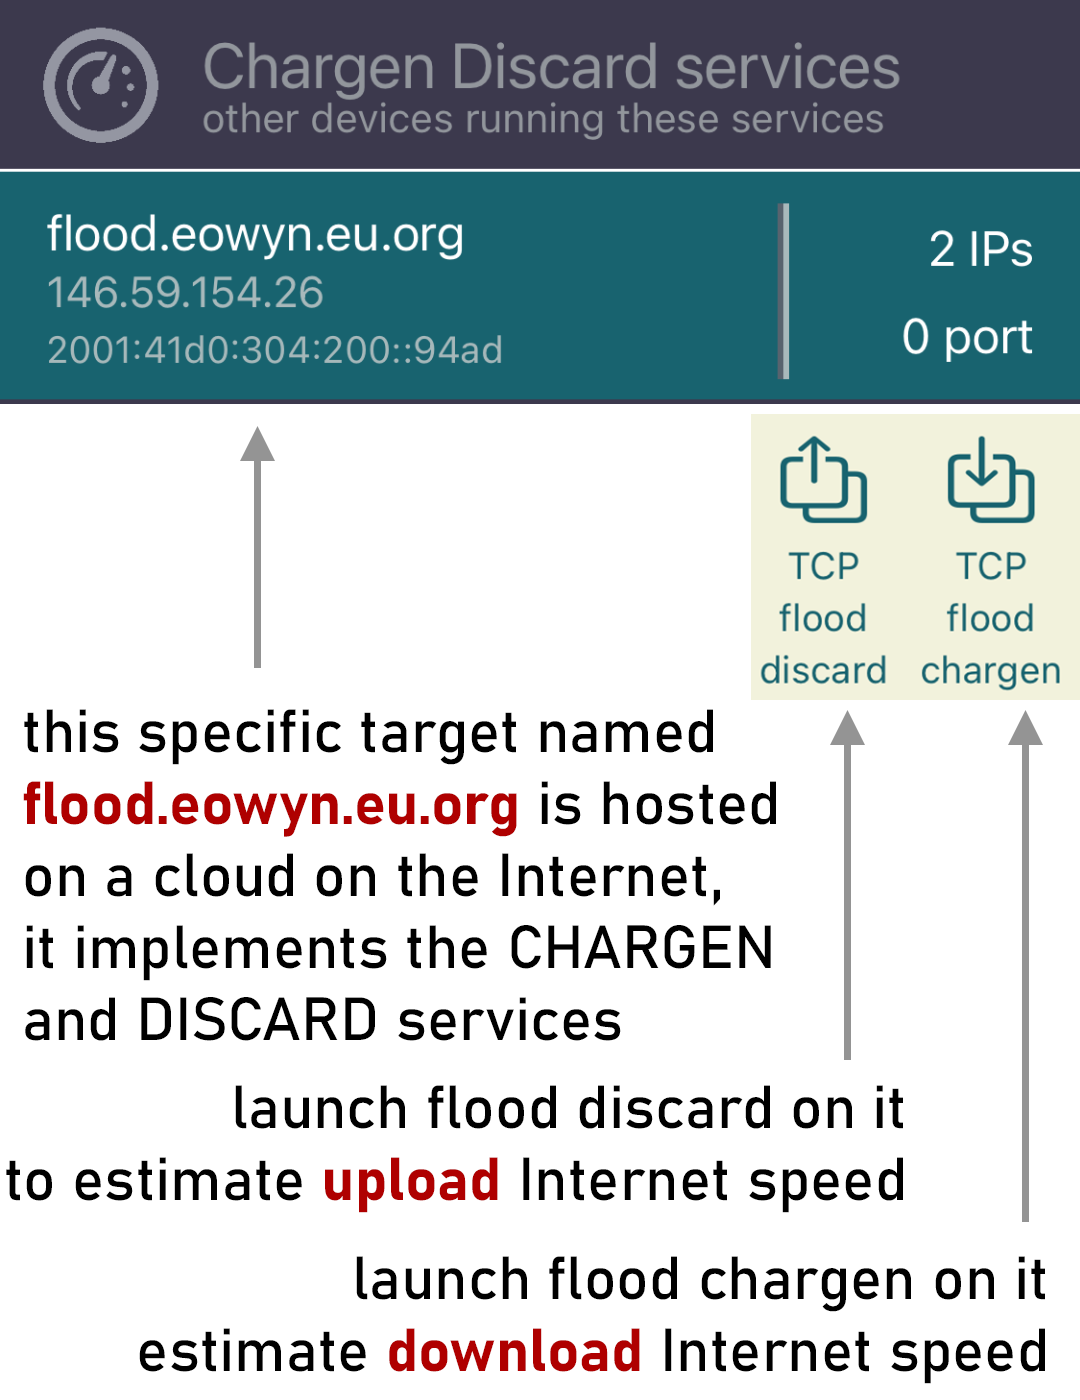 Chargen Discard services
other devices running these services
flood.eowyn.eu.org
146.59.154.26
2001:41d0:304:200::94ad
2 IPs
0 port
TCP
flood
discard
TCP
flood
chargen
this specific target named
flood.eowyn.eu.org is hosted
on a cloud on the Internet,
it implements the CHARGEN
and DISCARD services
launch flood discard on it
to estimate upload Internet speed
launch flood chargen on it
estimate download Internet speed